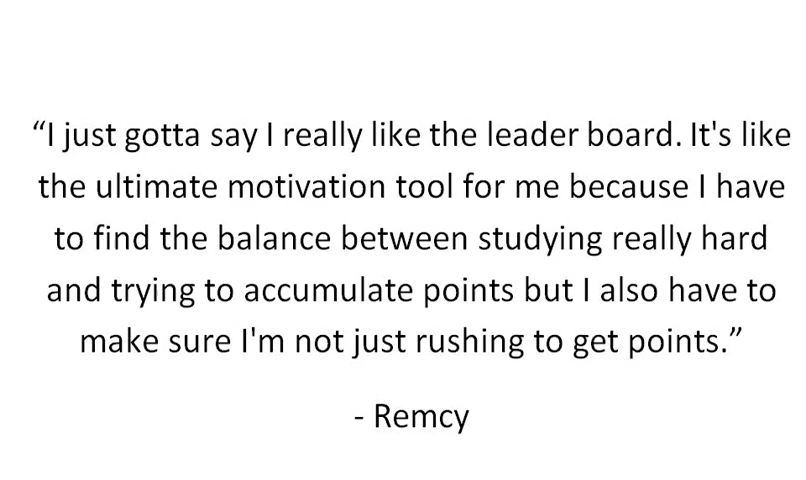 “I just gotta say I really like the leader board. It's like
the ultimate motivation tool for me because I have
to find the balance between studying really hard
and trying to accumulate points but I also have to
make sure I'm not just rushing to get points.”
- Remcy